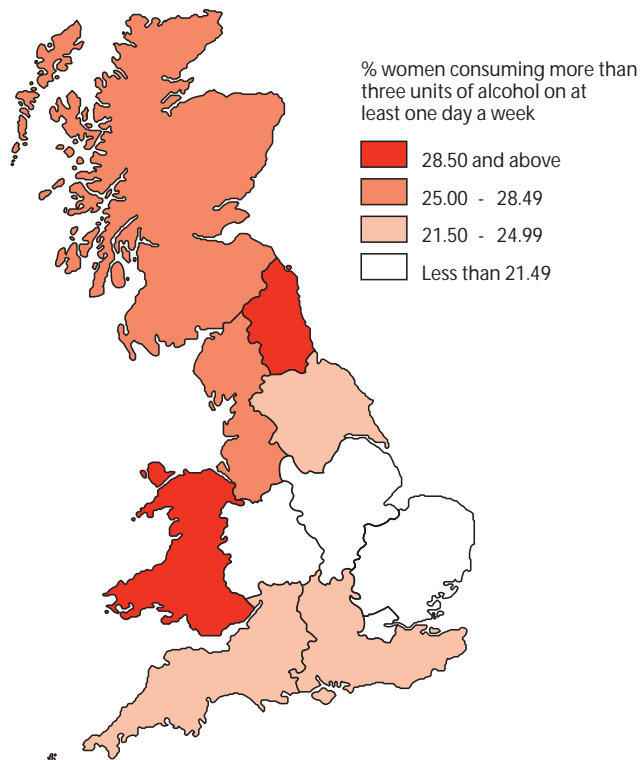 % women consuming more than
three units of alcohol on at
least one day a week
28.50 and above
25.00 - 28.49
21.50 - 24.99
Less than 21.49